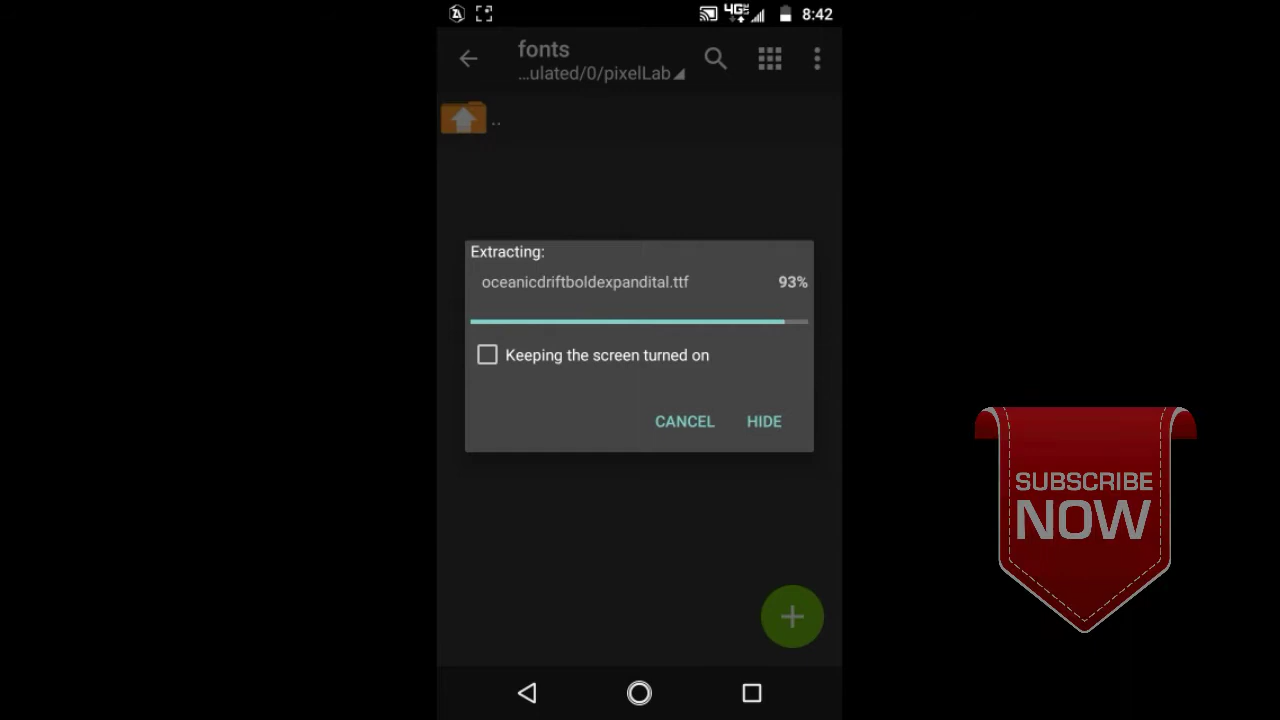 8:42
fonts
...ulated/0/pixelLab
..
Extracting:
oceanicdriftboldexpandital.ttf 93%
Keeping the screen turned on
CANCEL HIDE
SUBSCRIBE
NOW